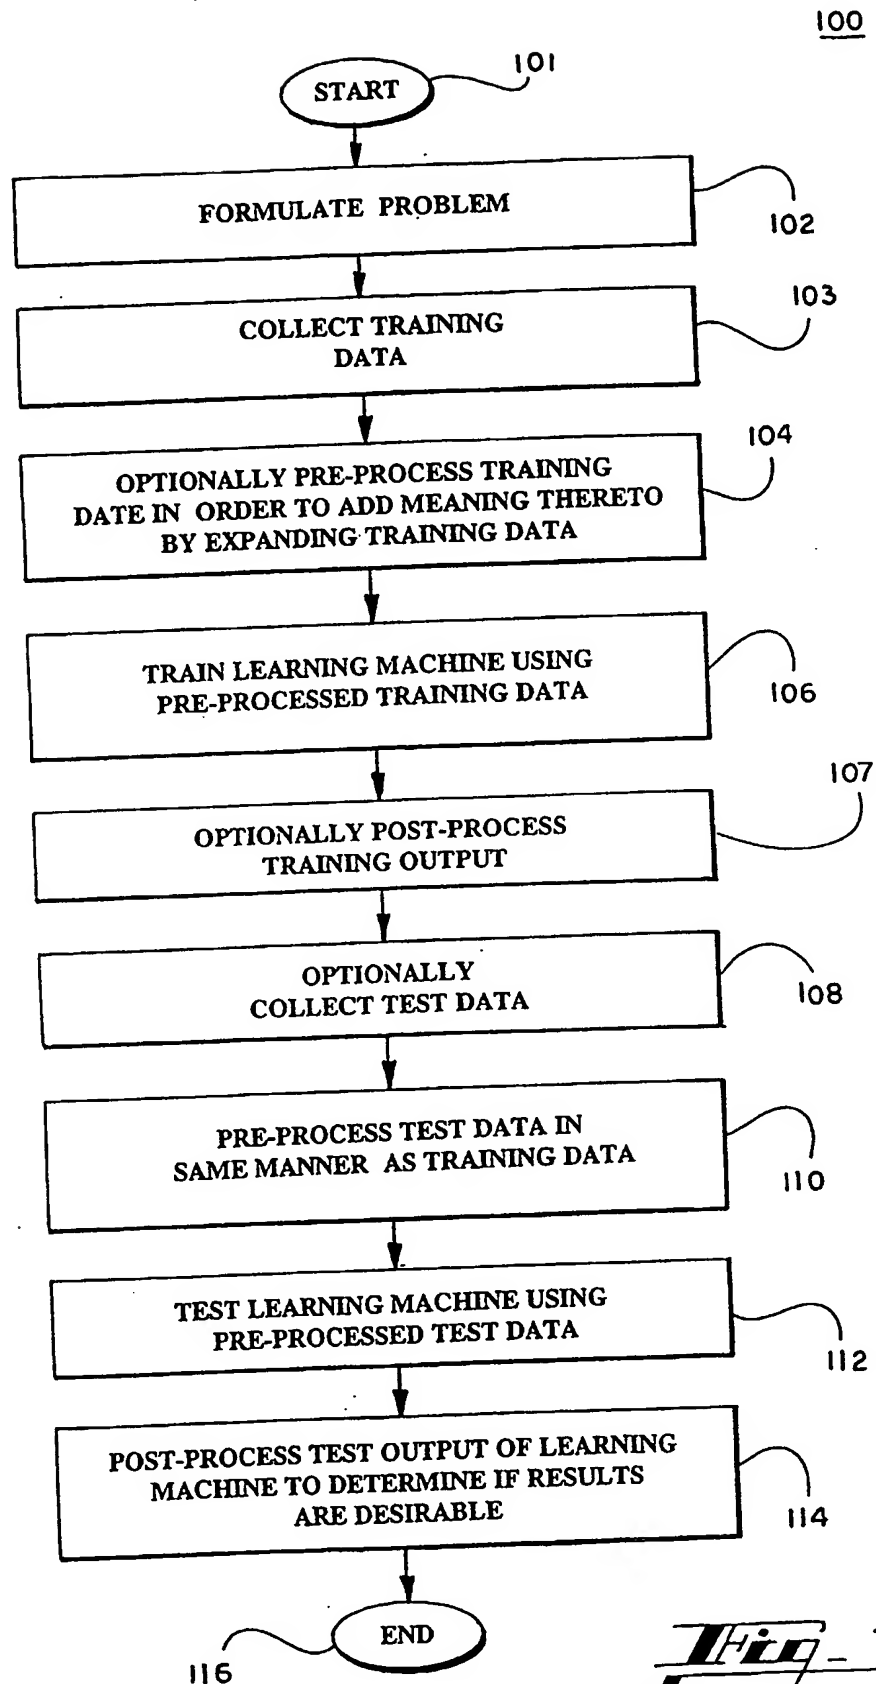 100
START
101
FORMULATE PROBLEM
102
COLLECT TRAINING
DATA
103
OPTIONALLY PRE-PROCESS TRAINING
DATE IN ORDER TO ADD MEANING THERETO
BY EXPANDING TRAINING DATA
104
TRAIN LEARNING MACHINE USING
PRE-PROCESSED TRAINING DATA
106
OPTIONALLY POST-PROCESS
TRAINING OUTPUT
107
OPTIONALLY
COLLECT TEST DATA
108
PRE-PROCESS TEST DATA IN
SAME MANNER AS TRAINING DATA
110
TEST LEARNING MACHINE USING
PRE-PROCESSED TEST DATA
112
POST-PROCESS TEST OUTPUT OF LEARNING
MACHINE TO DETERMINE IF RESULTS
ARE DESIRABLE
114
END
116
Fig_